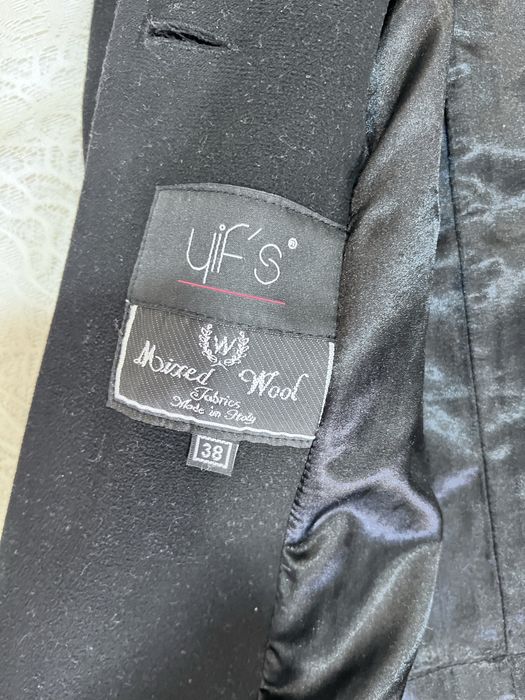 yif's®
W
Mixed Wool
Fabrics
Made in Italy
38